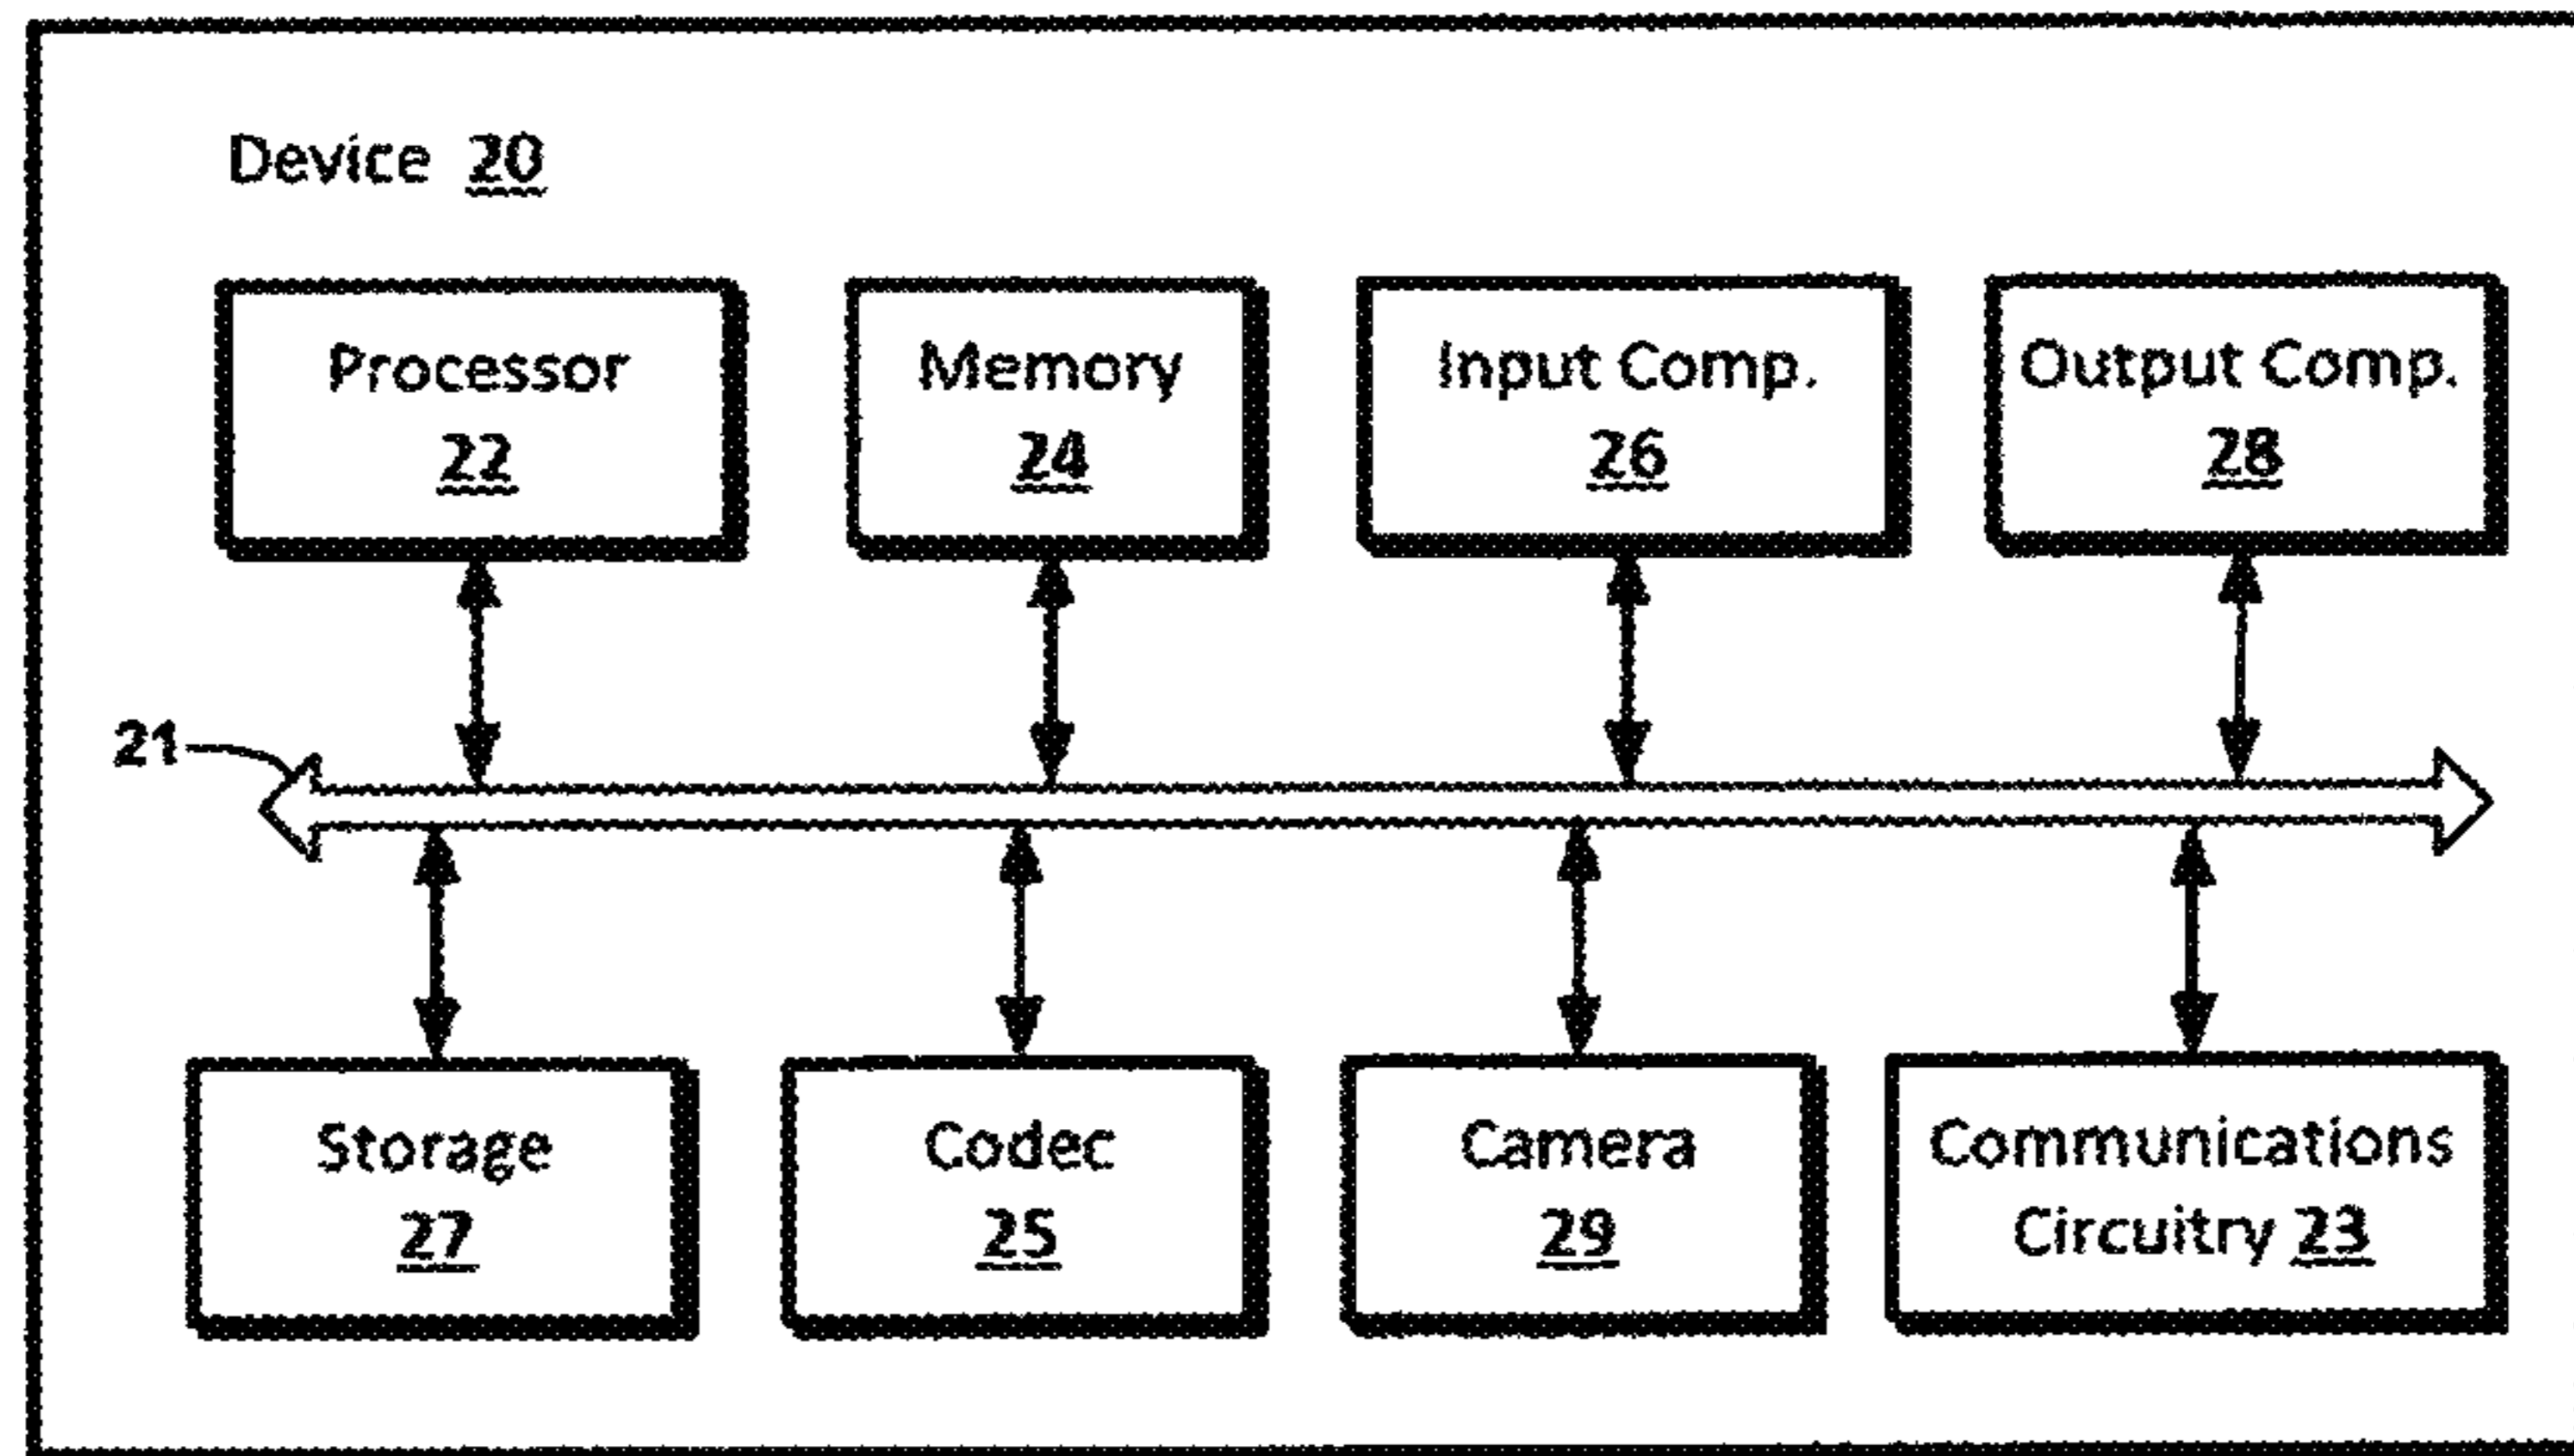 Device 20
Processor
22
Memory
24
Input Comp.
26
Output Comp.
28
21
Storage
27
Codec
25
Camera
29
Communications
Circuitry 23